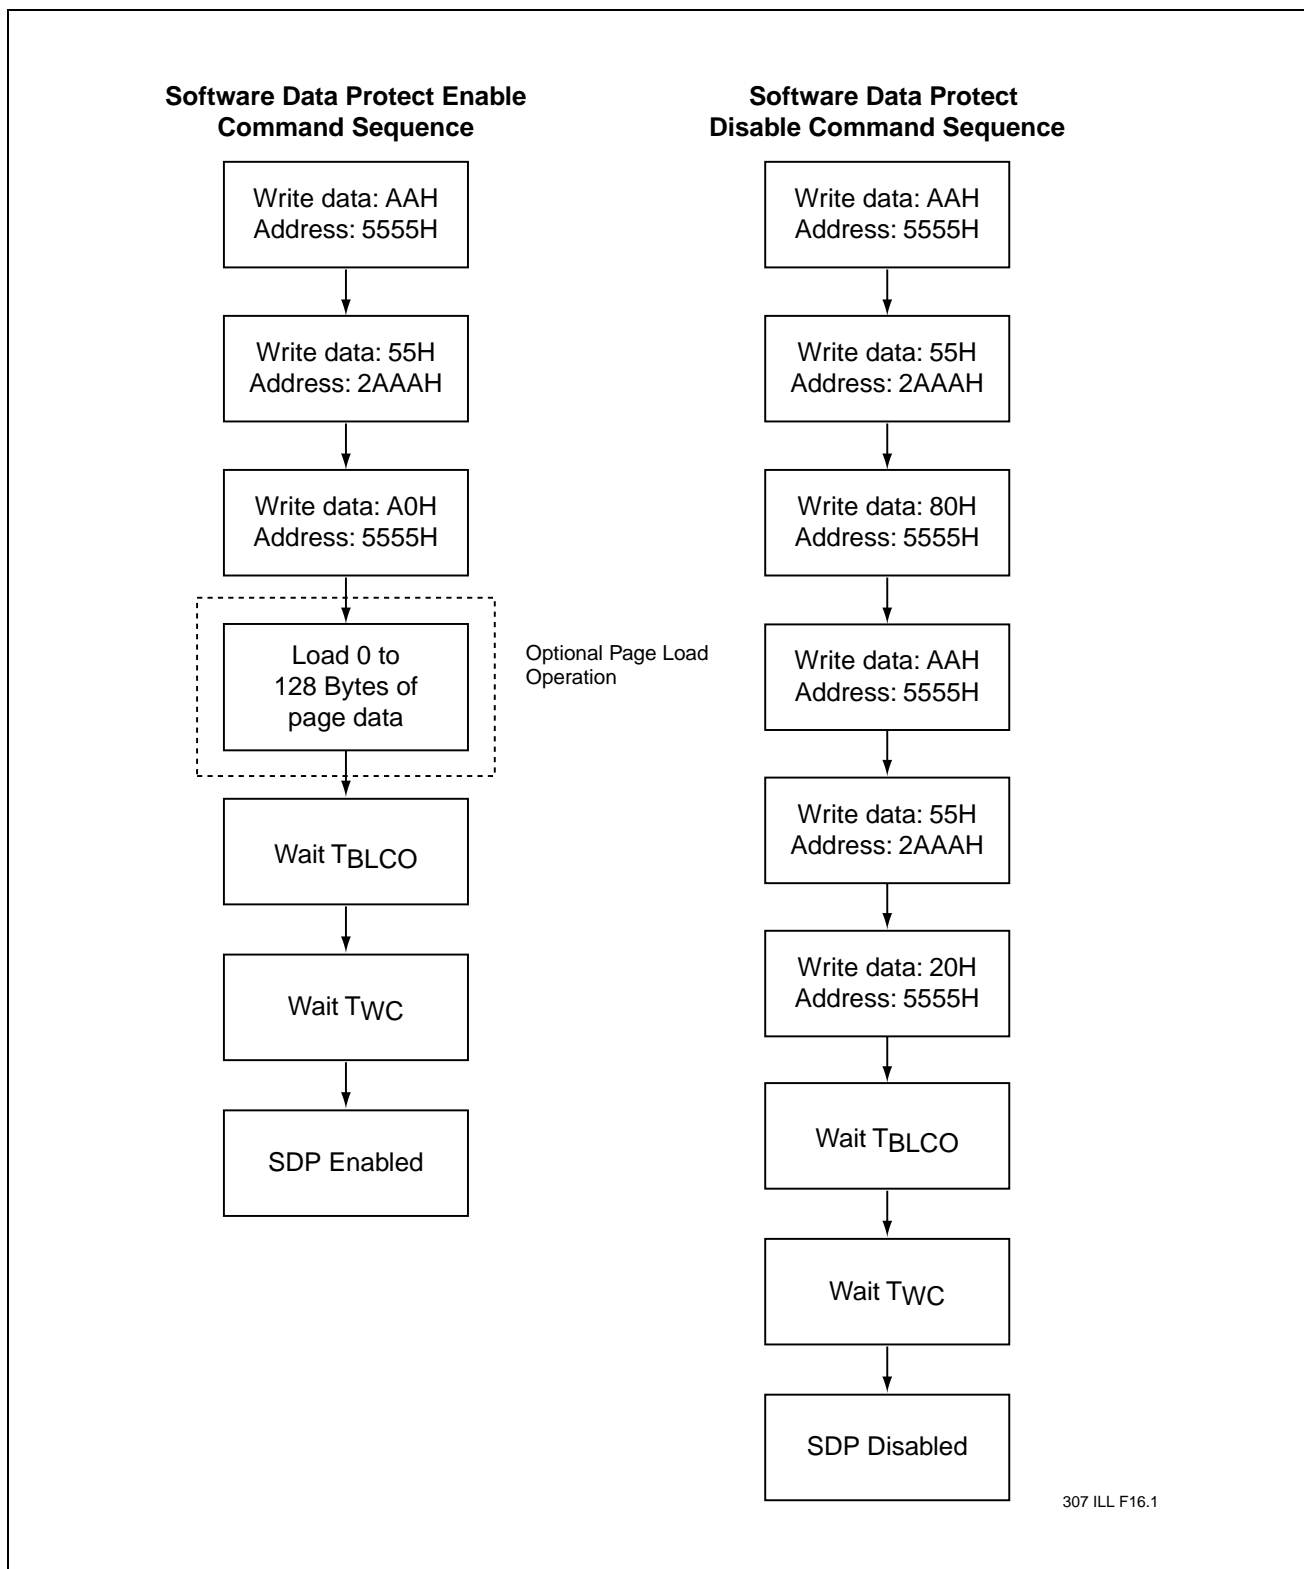 Software Data Protect Enable
Command Sequence
Write data: AAH
Address: 5555H
Write data: 55H
Address: 2AAAH
Write data: A0H
Address: 5555H
Load 0 to
128 Bytes of
page data
Optional Page Load
Operation
Wait TBLCO
Wait TWC
SDP Enabled
Software Data Protect
Disable Command Sequence
Write data: AAH
Address: 5555H
Write data: 55H
Address: 2AAAH
Write data: 80H
Address: 5555H
Write data: AAH
Address: 5555H
Write data: 55H
Address: 2AAAH
Write data: 20H
Address: 5555H
Wait TBLCO
Wait TWC
SDP Disabled
307 ILL F16.1